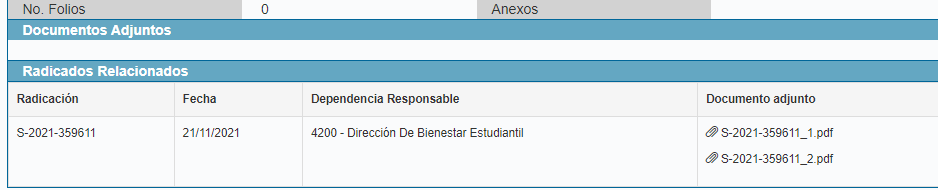 No. Folios 0 Anexos
Documentos Adjuntos
Radicados Relacionados
Radicación Fecha Dependencia Responsable Documento adjunto
S-2021-359611 21/11/2021 4200 - Dirección De Bienestar Estudiantil S-2021-359611_1.pdf
S-2021-359611_2.pdf